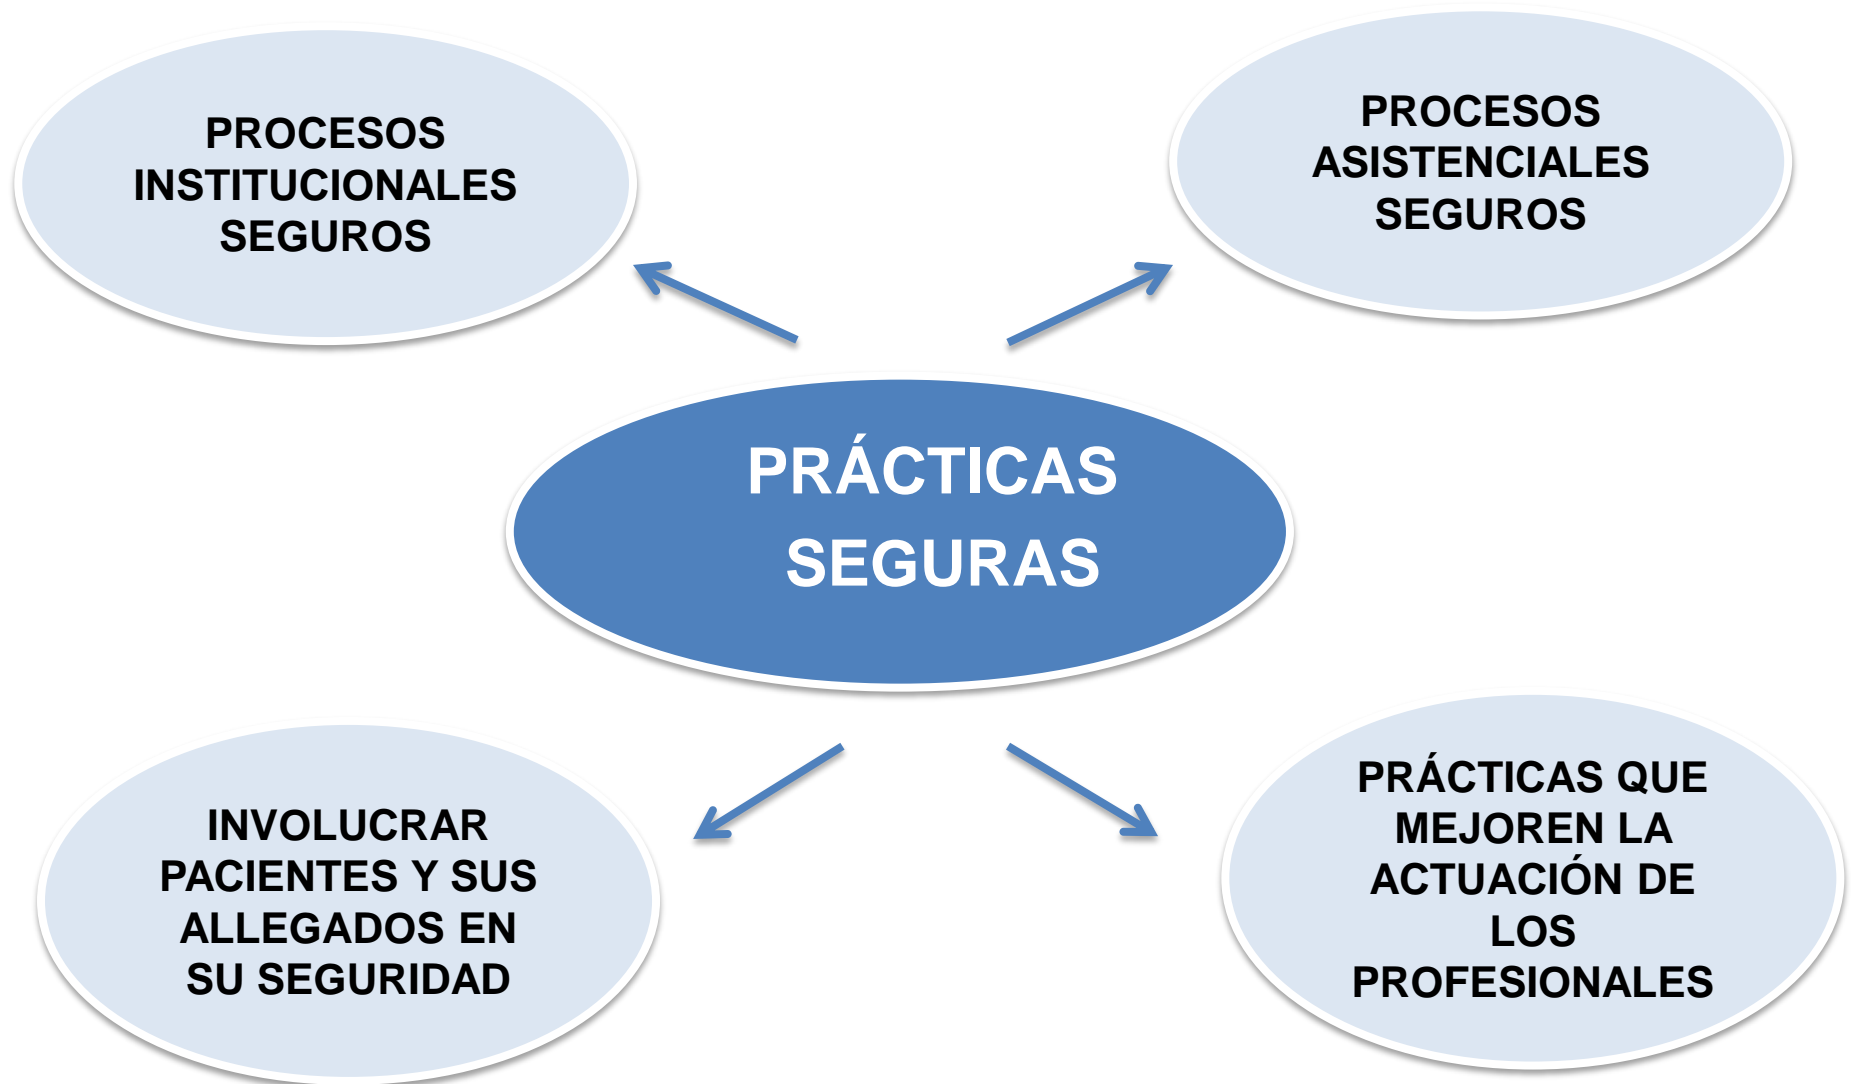 PROCESOS
INSTITUCIONALES
SEGUROS
PROCESOS
ASISTENCIALES
SEGUROS
PRÁCTICAS
SEGURAS
INVOLUCRAR
PACIENTES Y SUS
ALLEGADOS EN
SU SEGURIDAD
PRÁCTICAS QUE
MEJOREN LA
ACTUACIÓN DE
LOS
PROFESIONALES